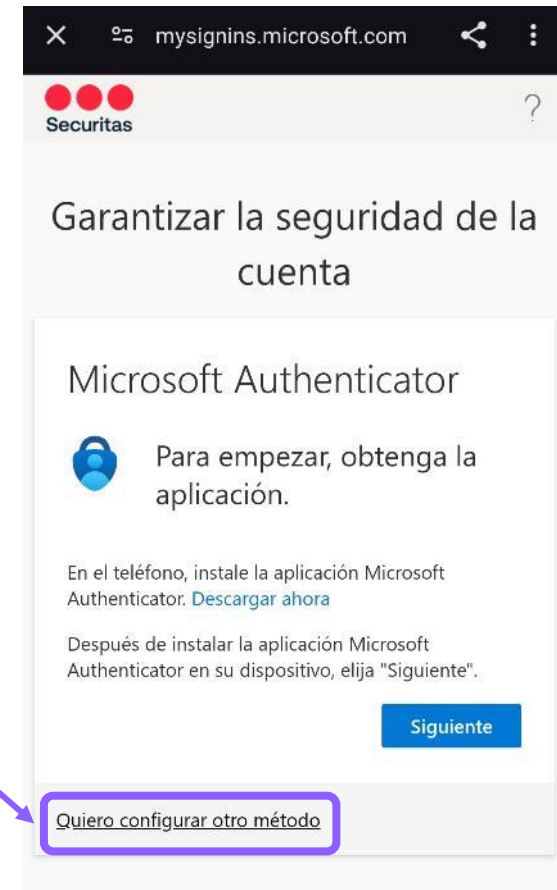 mysignins.microsoft.com
Securitas
?
Garantizar la seguridad de la
cuenta
Microsoft Authenticator
Para empezar, obtenga la
aplicación.
En el teléfono, instale la aplicación Microsoft
Authenticator. Descargar ahora
Después de instalar la aplicación Microsoft
Authenticator en su dispositivo, elija "Siguiente".
Siguiente
Quiero configurar otro método